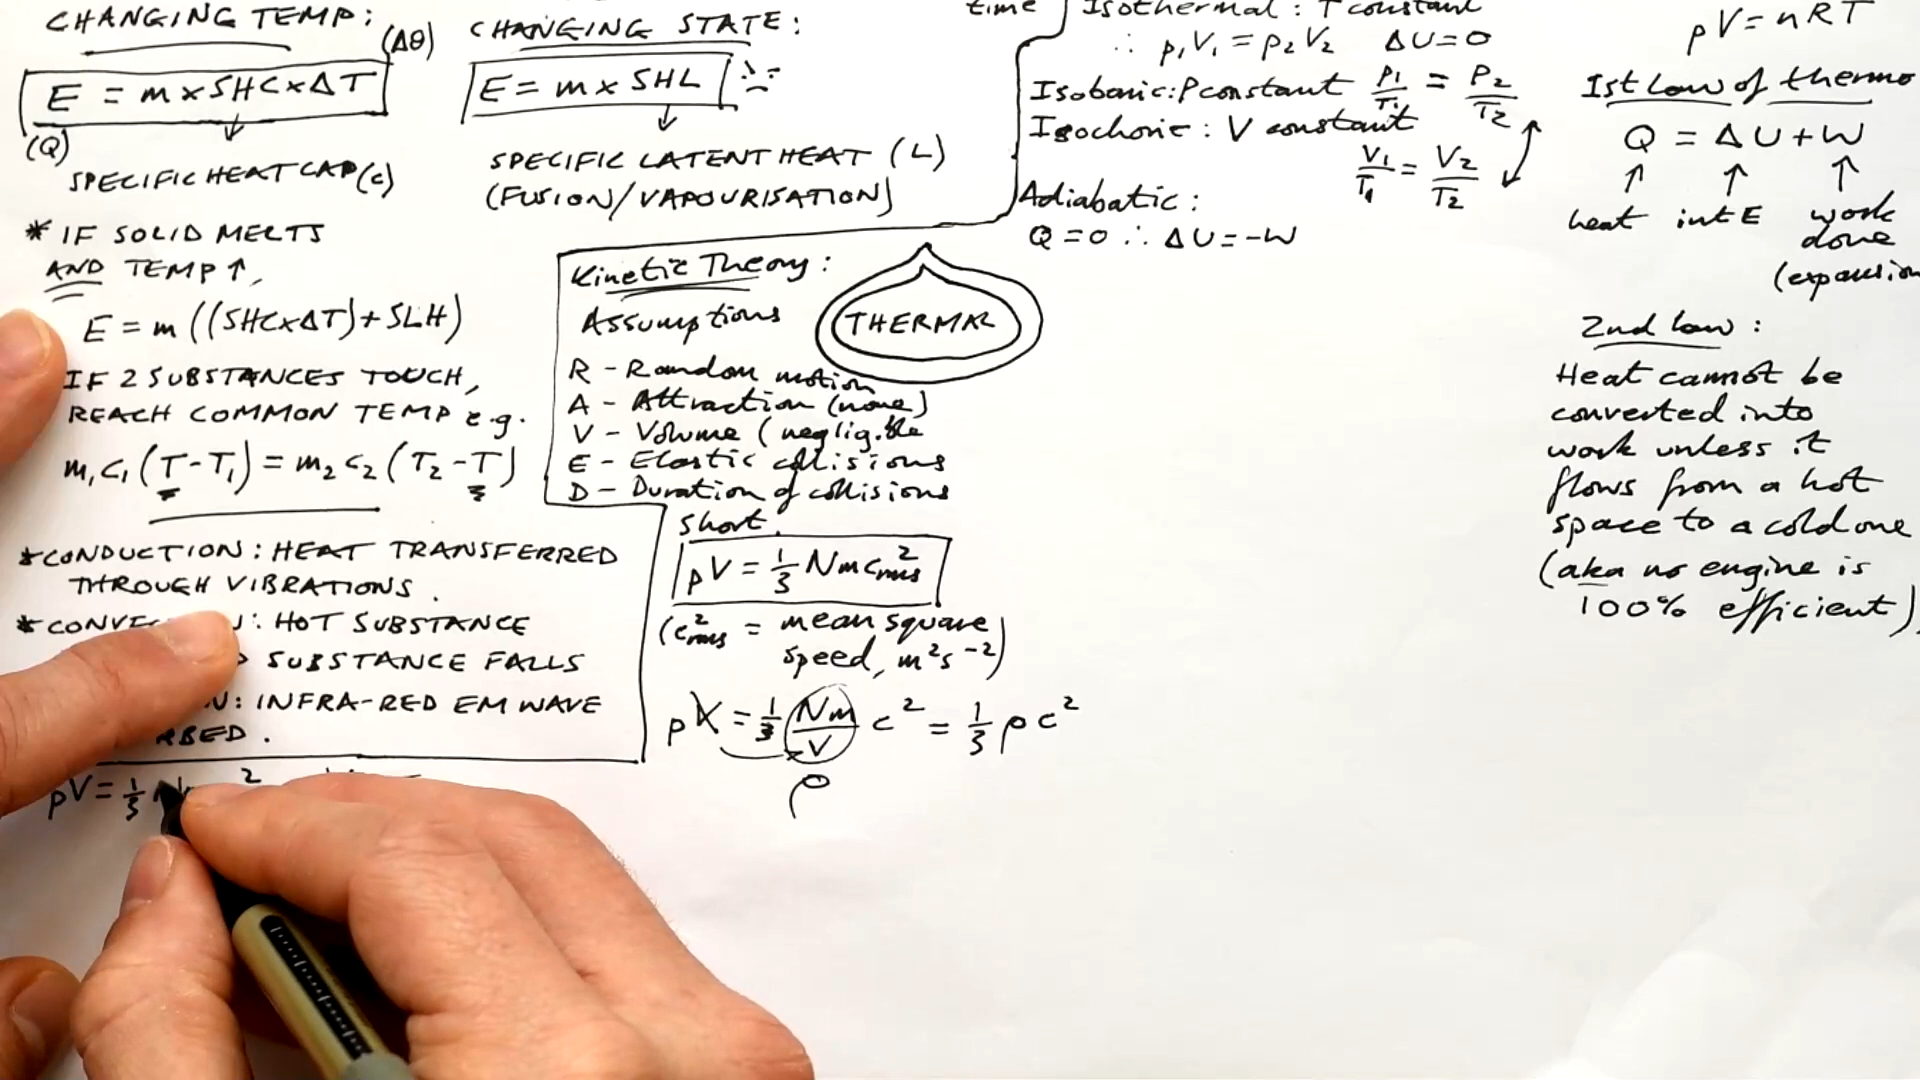 CHANGING TEMP:
(Δθ)
E = m x SHC x ΔT
(Q)
SPECIFIC HEAT CAP (c)
* IF SOLID MELTS
AND TEMP ↑,
E = m ((SHC x ΔT) + SLH)
IF 2 SUBSTANCES TOUCH,
REACH COMMON TEMP e.g.
m₁c₁(T-T₁) = m₂c₂(T₂-T)
* CONDUCTION: HEAT TRANSFERRED
THROUGH VIBRATIONS.
* : HOT SUBSTANCE
SUBSTANCE FALLS
: INFRA-RED EM WAVE
pV = 1/3
CHANGING STATE:
E = m x SHL
SPECIFIC LATENT HEAT (L)
(FUSION/VAPOURISATION)
Kinetic Theory:
Assumptions
THERMAL
R - Random motion
A - Attraction (none)
V - Volume (negligible
E - Elastic collisions
D - Duration of collisions
short.
pV = 1/3 Nmc²rms
(c²rms = mean square
speed, m²s⁻²)
pV = 1/3 Nm/V c² = 1/3 ρc²
ρ
time
Isothermal: T constant
∴ p₁V₁ = p₂V₂ ΔU = 0
Isobaric: P constant P₁/T₁ = P₂/T₂
Isochoric: V constant
V₁/T₁ = V₂/T₂
Adiabatic:
Q = 0 ∴ ΔU = -W
pV = nRT
1st Law of thermo
Q = ΔU + W
↑ ↑ ↑
heat int E work
done
(expansion
2nd law:
Heat cannot be
converted into
work unless it
flows from a hot
space to a cold one
(aka no engine is
100% efficient).